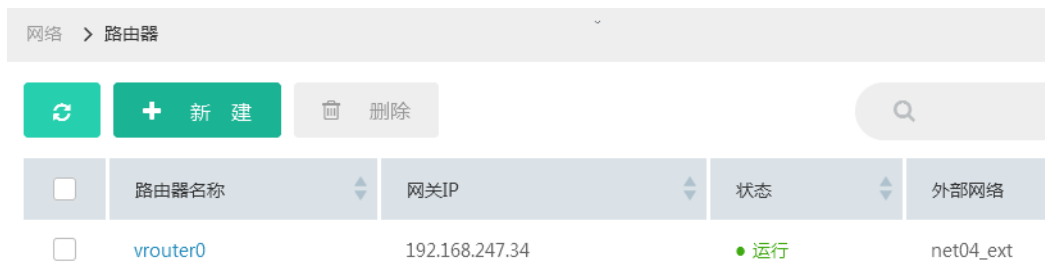 网络 > 路由器
新 建 删除
路由器名称 网关IP 状态 外部网络
vrouter0 192.168.247.34 运行 net04_ext